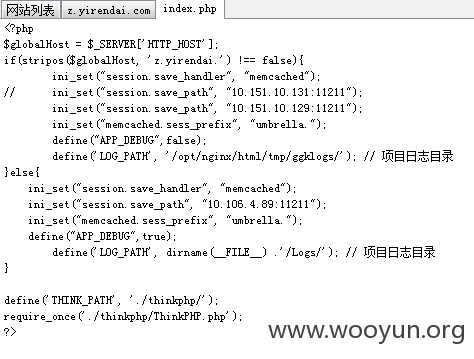 网站列表 z.yirendai.com index.php
<?php
$globalHost = $_SERVER['HTTP_HOST'];
if(stripos($globalHost, 'z.yirendai.') !== false){
        ini_set("session.save_handler", "memcached");
//      ini_set("session.save_path", "10.151.10.131:11211");
        ini_set("session.save_path", "10.151.10.129:11211");
        ini_set("memcached.sess_prefix", "umbrella.");
        define("APP_DEBUG",false);
        define('LOG_PATH', '/opt/nginx/html/tmp/ggklogs/'); // 项目日志目录
}else{
    ini_set("session.save_handler", "memcached");
    ini_set("session.save_path", "10.106.4.89:11211");
    ini_set("memcached.sess_prefix", "umbrella.");
    define("APP_DEBUG",true);
        define('LOG_PATH', dirname(__FILE__) .'/Logs/'); // 项目日志目录
}
define('THINK_PATH', './thinkphp/');
require_once('./thinkphp/ThinkPHP.php');
?>
www.wooyun.org